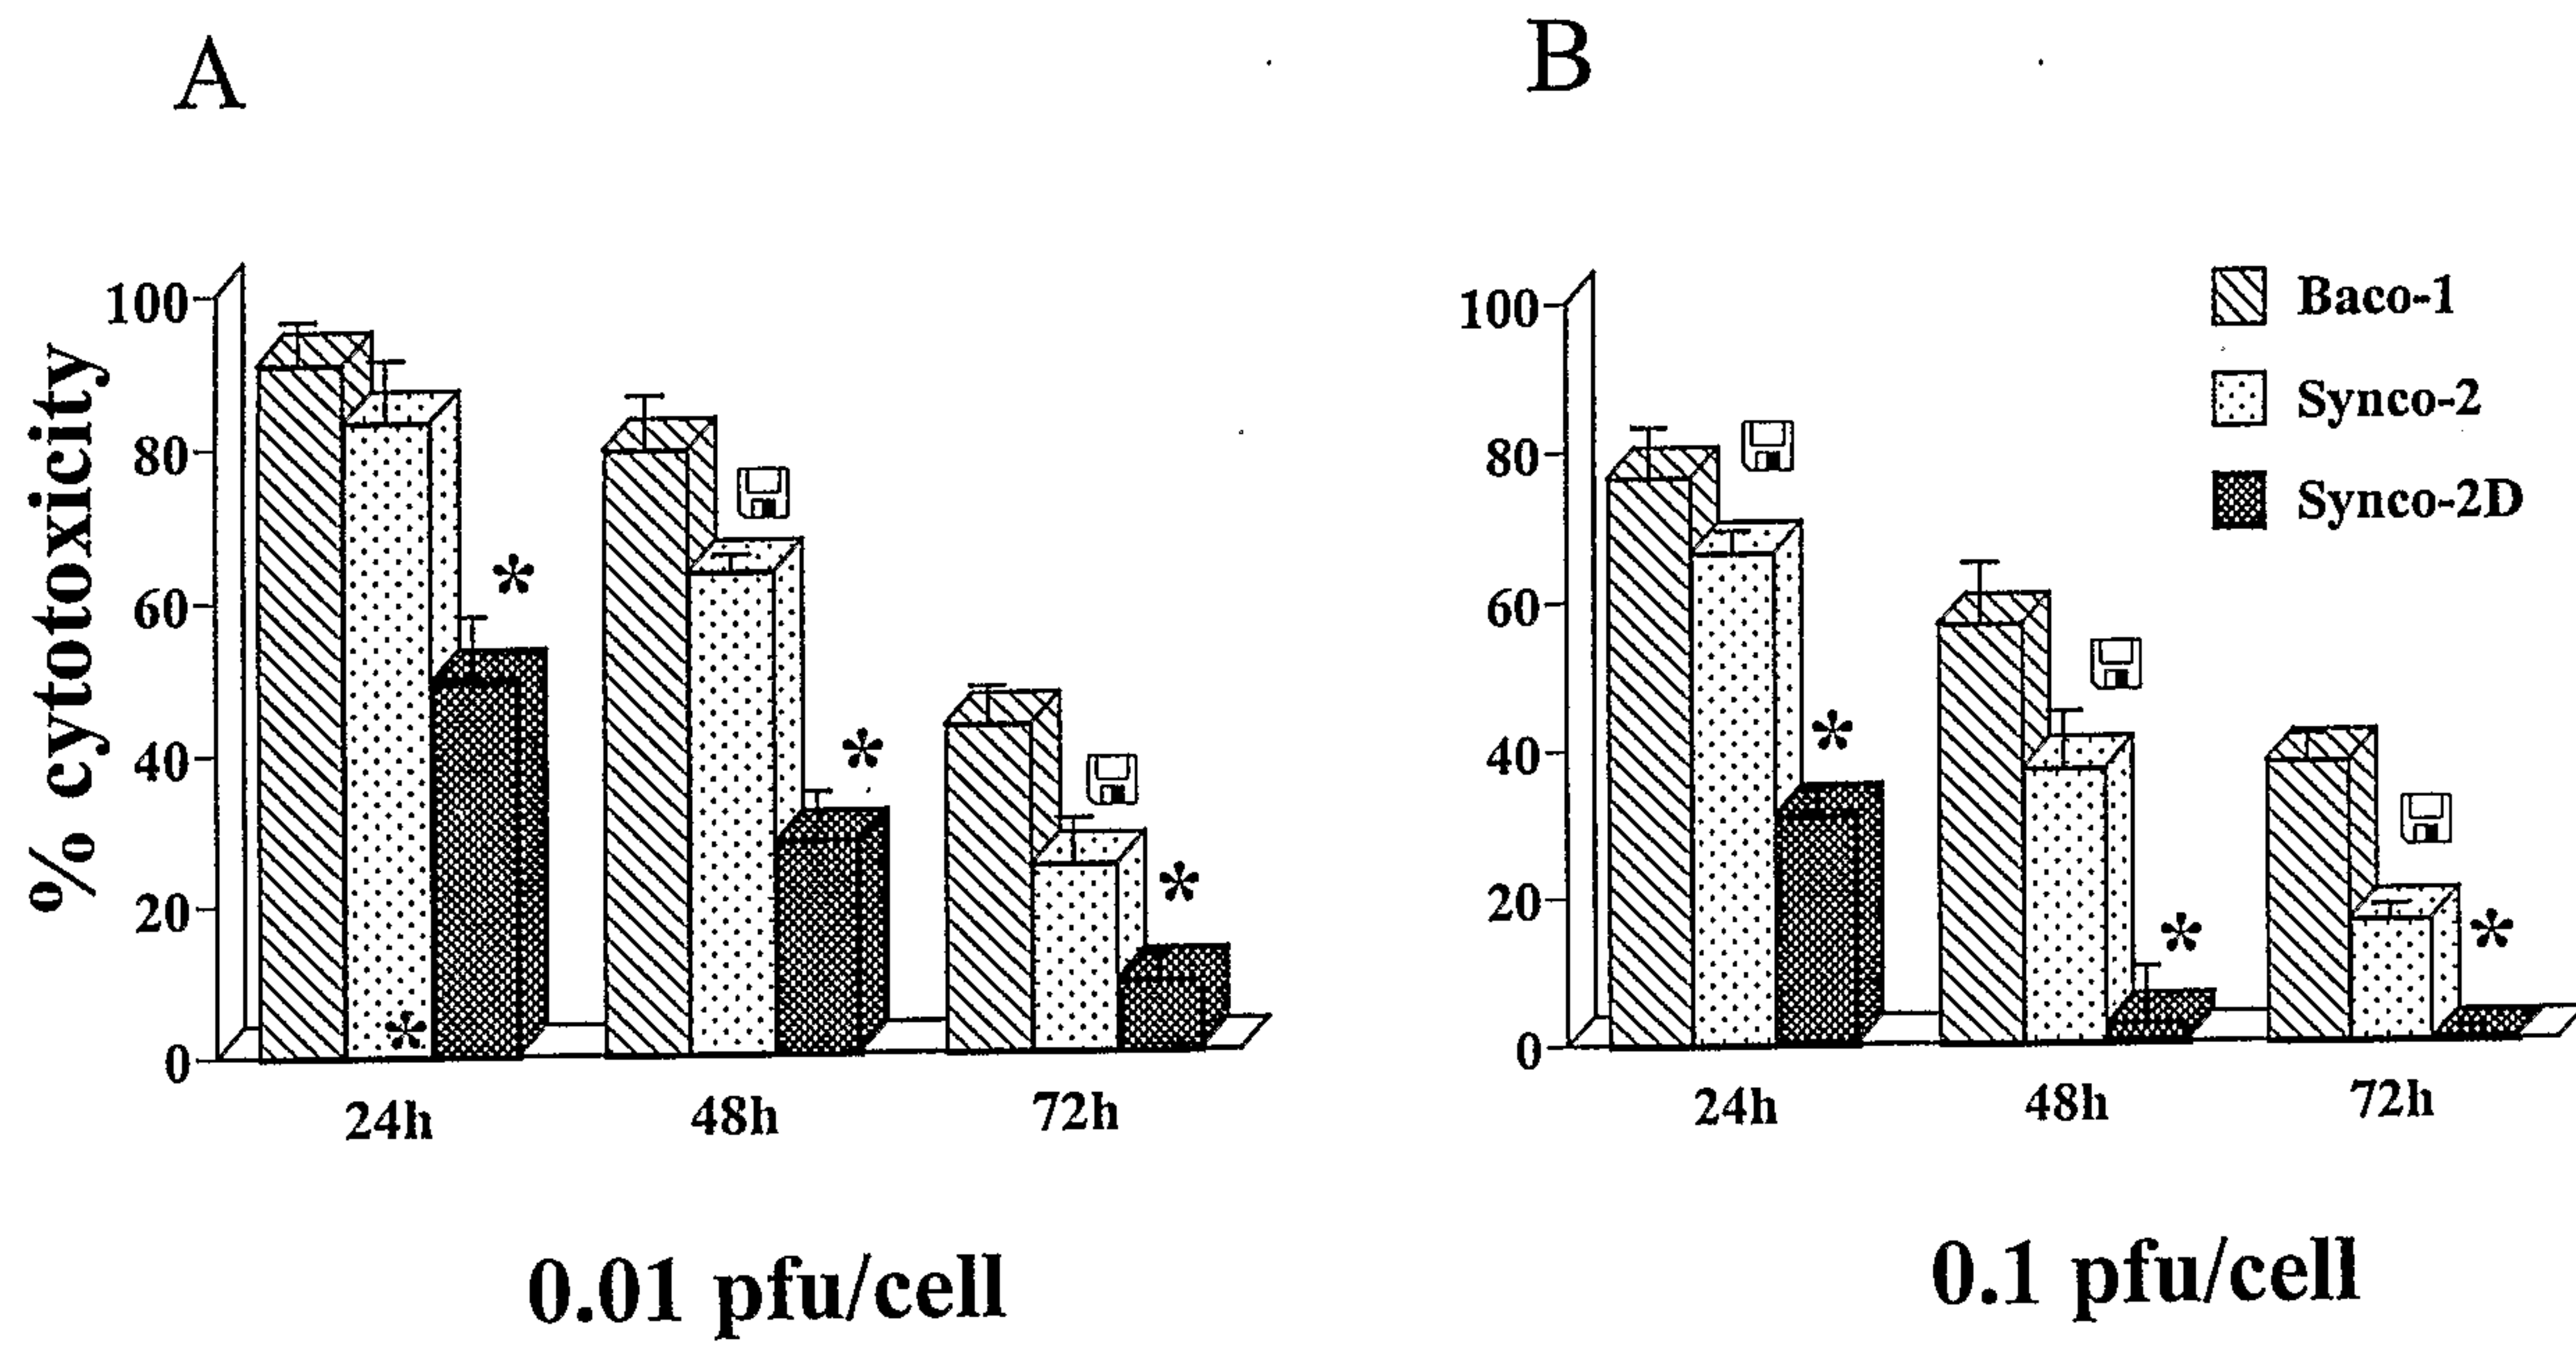 A
B
% cytotoxicity
100
80
60
40
20
0
*
*
*
*
24h
48h
72h
0.01 pfu/cell
100
80
60
40
20
0
*
*
*
24h
48h
72h
0.1 pfu/cell
Baco-1
Synco-2
Synco-2D